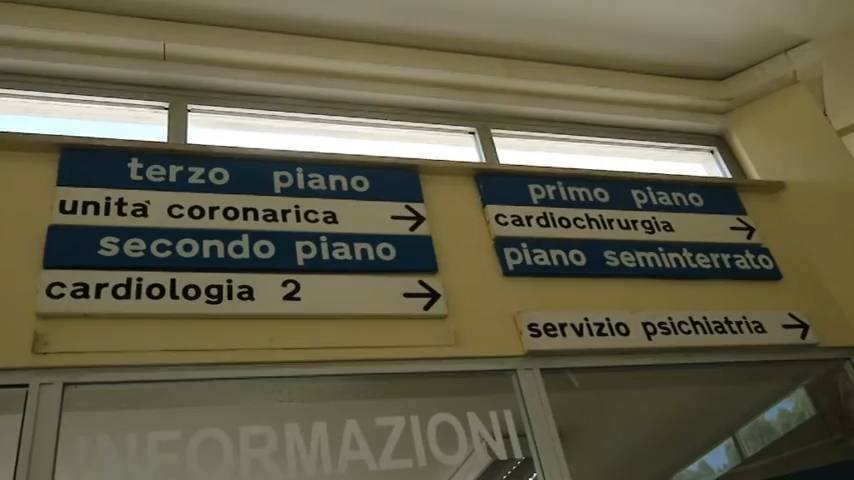 terzo piano
unità coronarica
secondo piano
cardiologia 2
primo piano
cardiochirurgia
piano seminterrato
servizio psichiatria
INFORMAZIONI